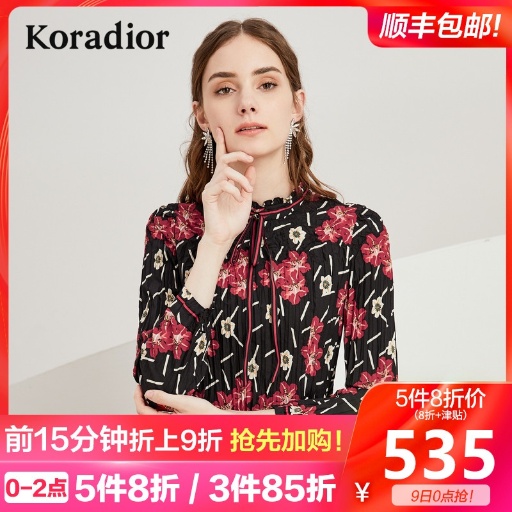 Koradior
顺丰包邮!
5件8折价
(8折+津贴)
前15分钟折上9折 抢先加购!
0-2点 5件8折 / 3件85折
¥535
9日0点抢!